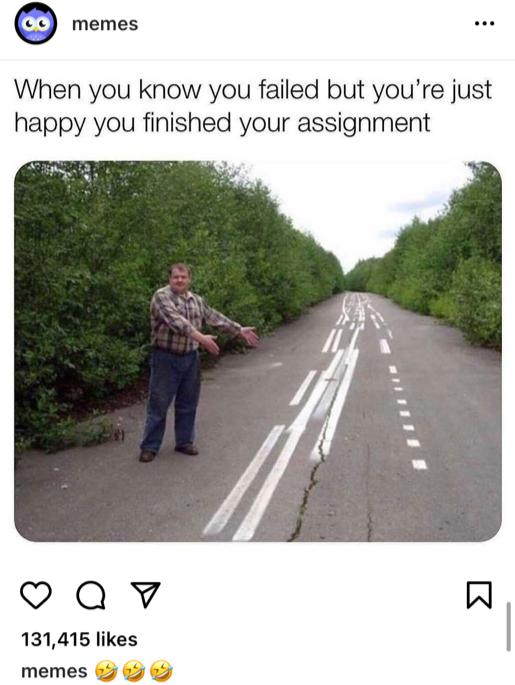 memes
When you know you failed but you’re just
happy you finished your assignment
131,415 likes
memes 🤣🤣🤣